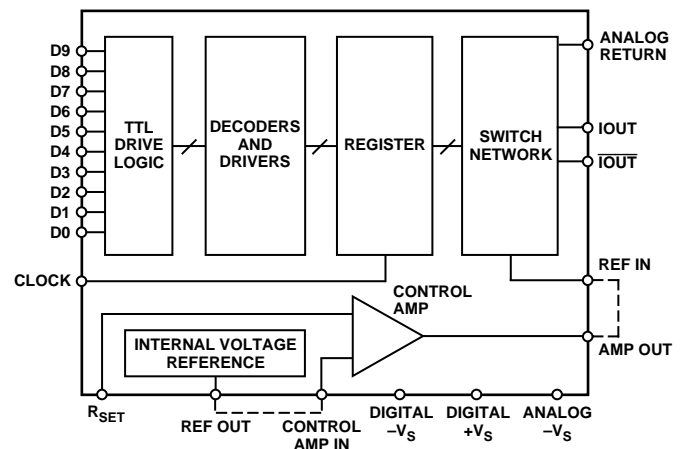 D9
D8
D7
D6
D5
D4
D3
D2
D1
D0
CLOCK
TTL
DRIVE
LOGIC
DECODERS
AND
DRIVERS
REGISTER
SWITCH
NETWORK
ANALOG
RETURN
IOUT
IOUT
REF IN
AMP OUT
CONTROL
AMP
INTERNAL VOLTAGE
REFERENCE
RSET
REF OUT
CONTROL
AMP IN
DIGITAL
–VS
DIGITAL
+VS
ANALOG
–VS